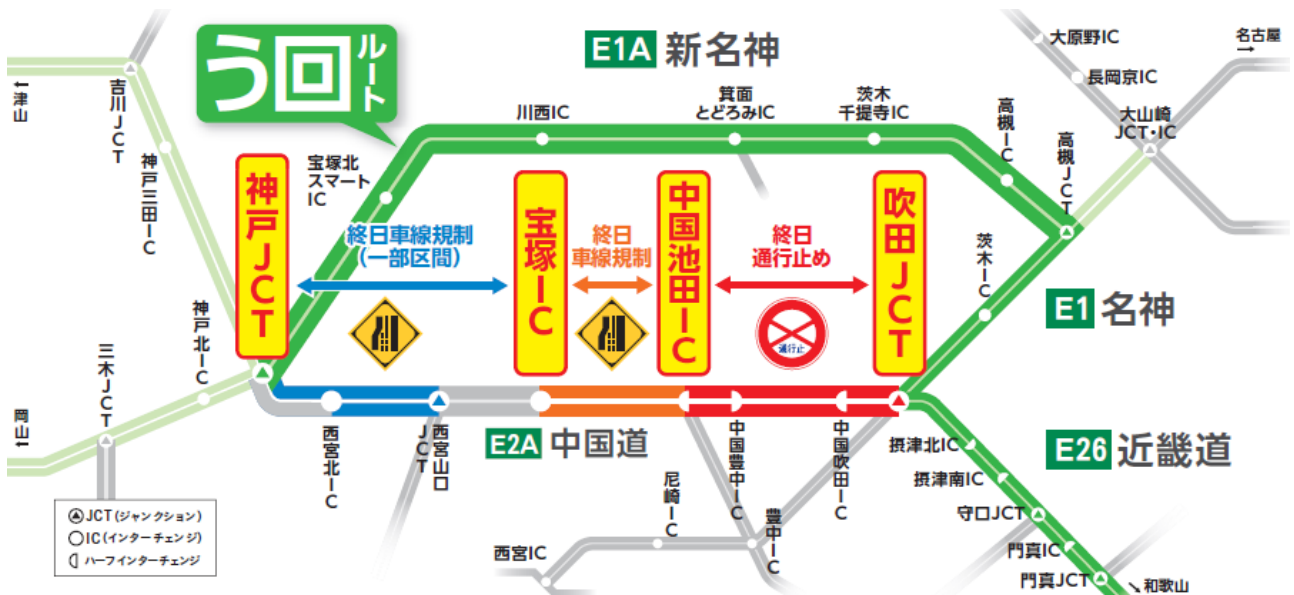 う回
ルート
E1A 新名神
大原野IC
名古屋
→
長岡京IC
大山崎
JCT・IC
←津山
吉川JCT
神戸三田IC
宝塚北
スマート
IC
川西IC
箕面
とどろみIC
茨木
千提寺IC
高槻IC
高槻JCT
神戸JCT
終日車線規制
(一部区間)
宝塚IC
終日
車線規制
中国池田IC
終日
通行止め
通行止
吹田JCT
茨木IC
E1 名神
神戸北IC
三木JCT
岡山←
西宮北IC
西宮山口
JCT
E2A 中国道
中国豊中IC
中国吹田IC
尼崎IC
豊中IC
西宮IC
摂津北IC
摂津南IC
守口JCT
門真IC
門真JCT
E26 近畿道
→和歌山
JCT(ジャンクション)
IC(インターチェンジ)
ハーフインターチェンジ